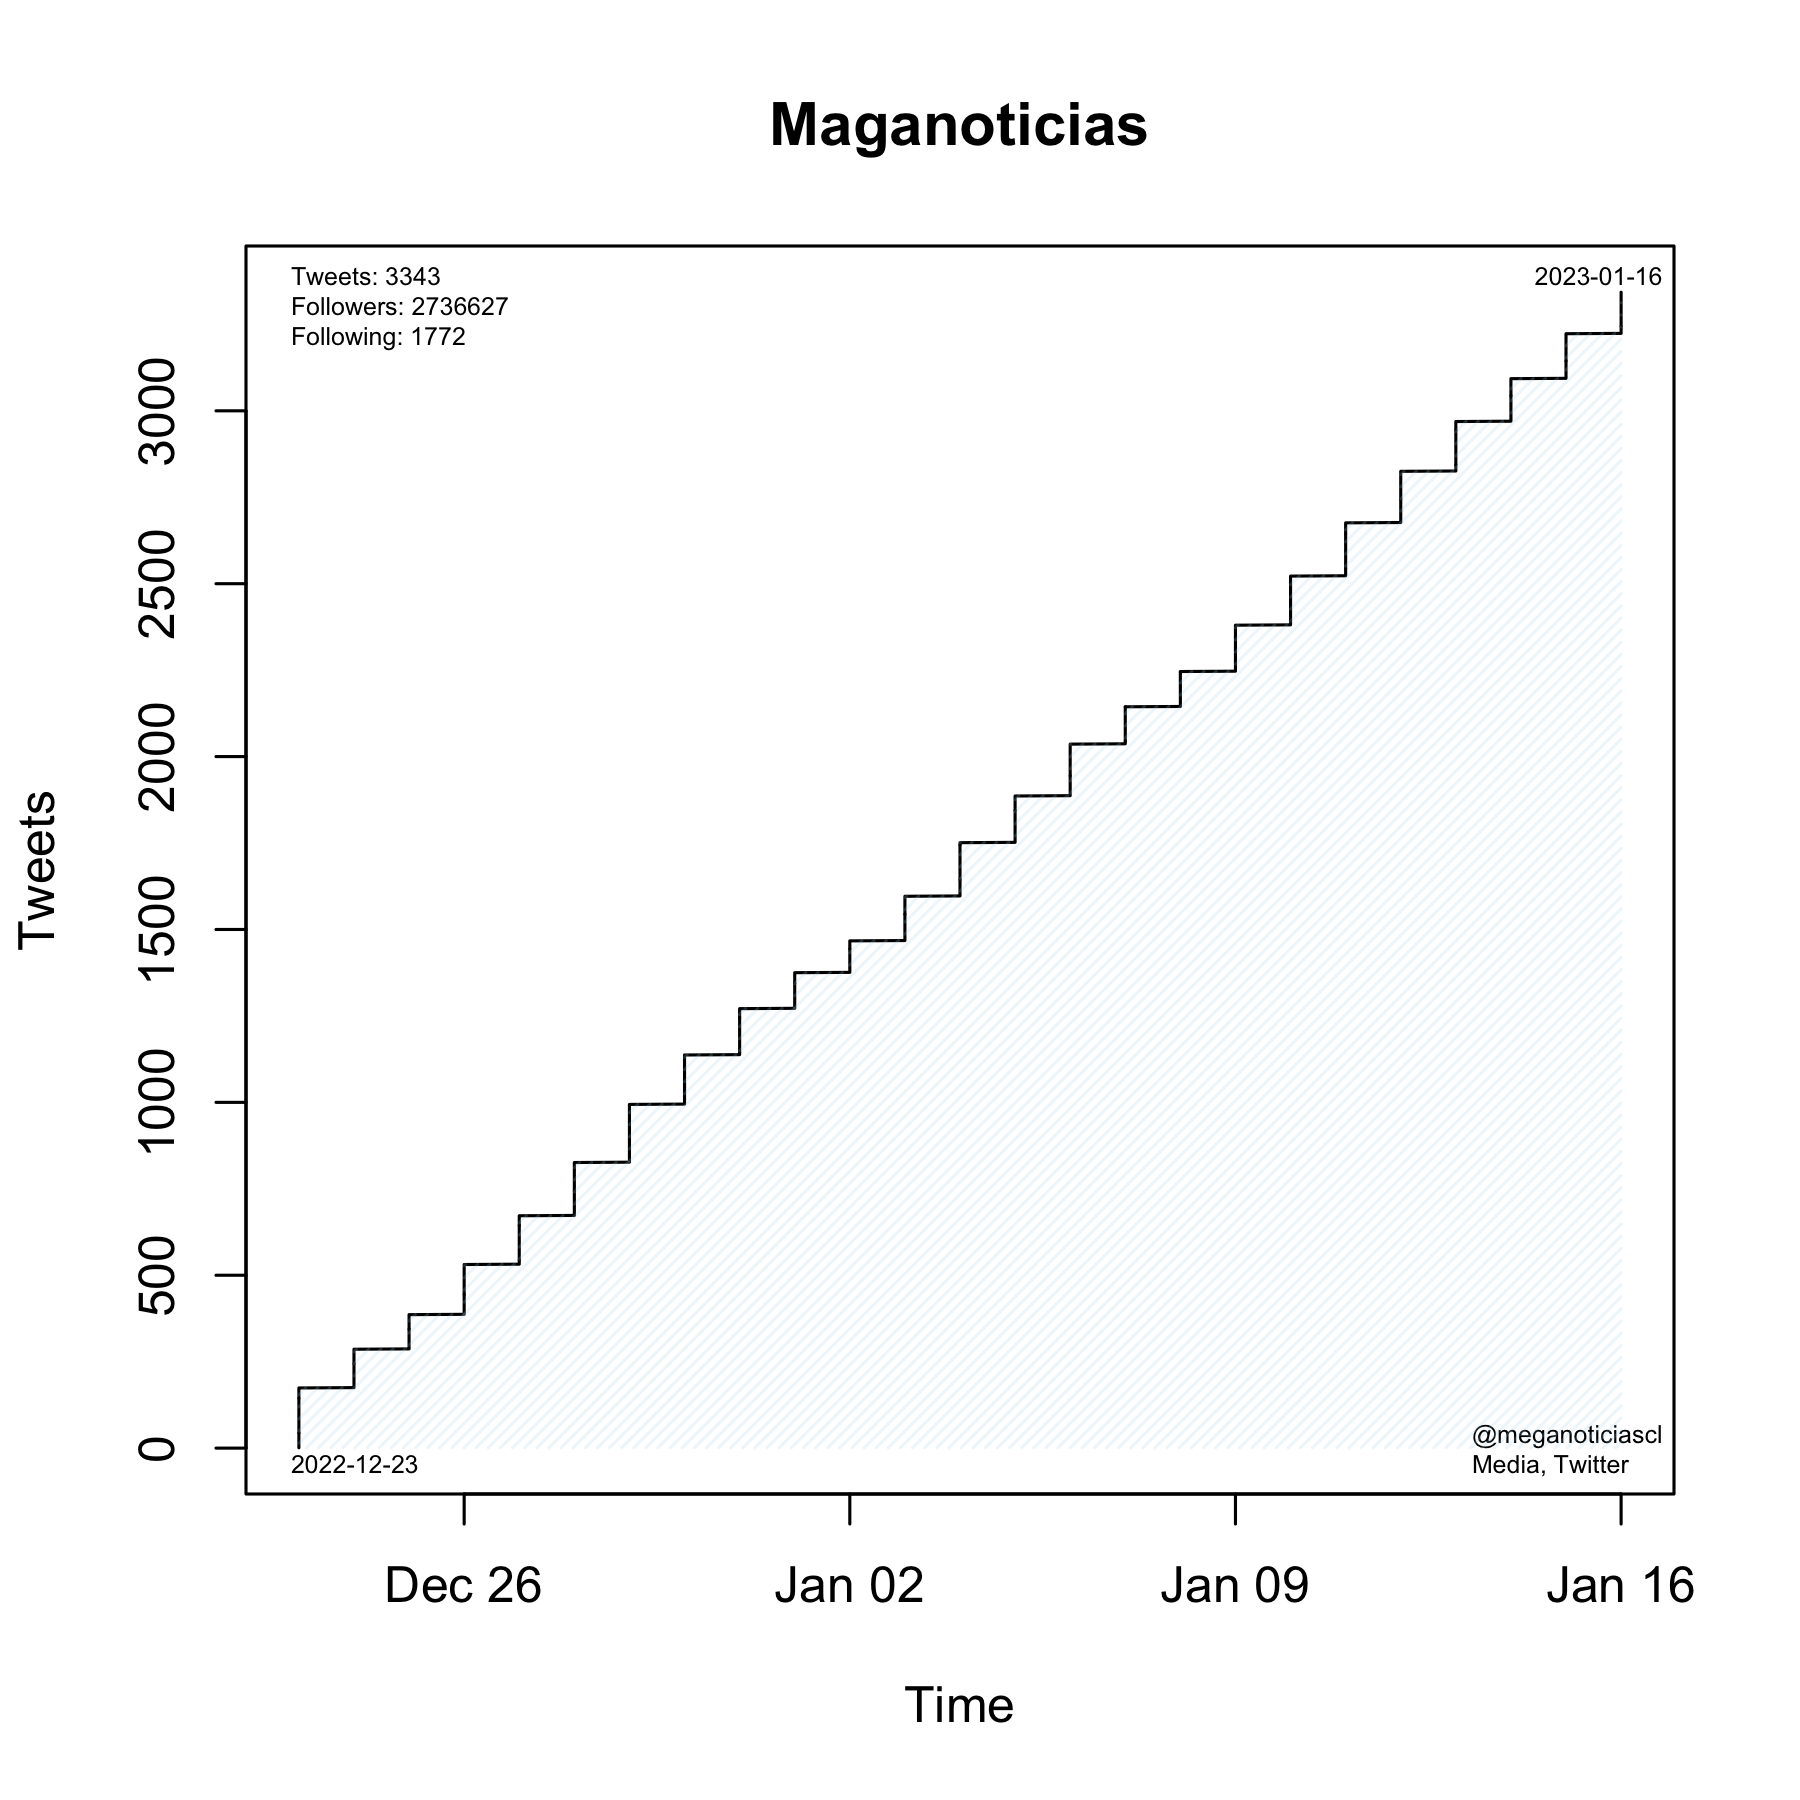 Maganoticias
Tweets: 3343
Followers: 2736627
Following: 1772
2023-01-16
3000
2500
2000
1500
1000
500
0
Tweets
2022-12-23
@meganoticiascl
Media, Twitter
Dec 26
Jan 02
Jan 09
Jan 16
Time